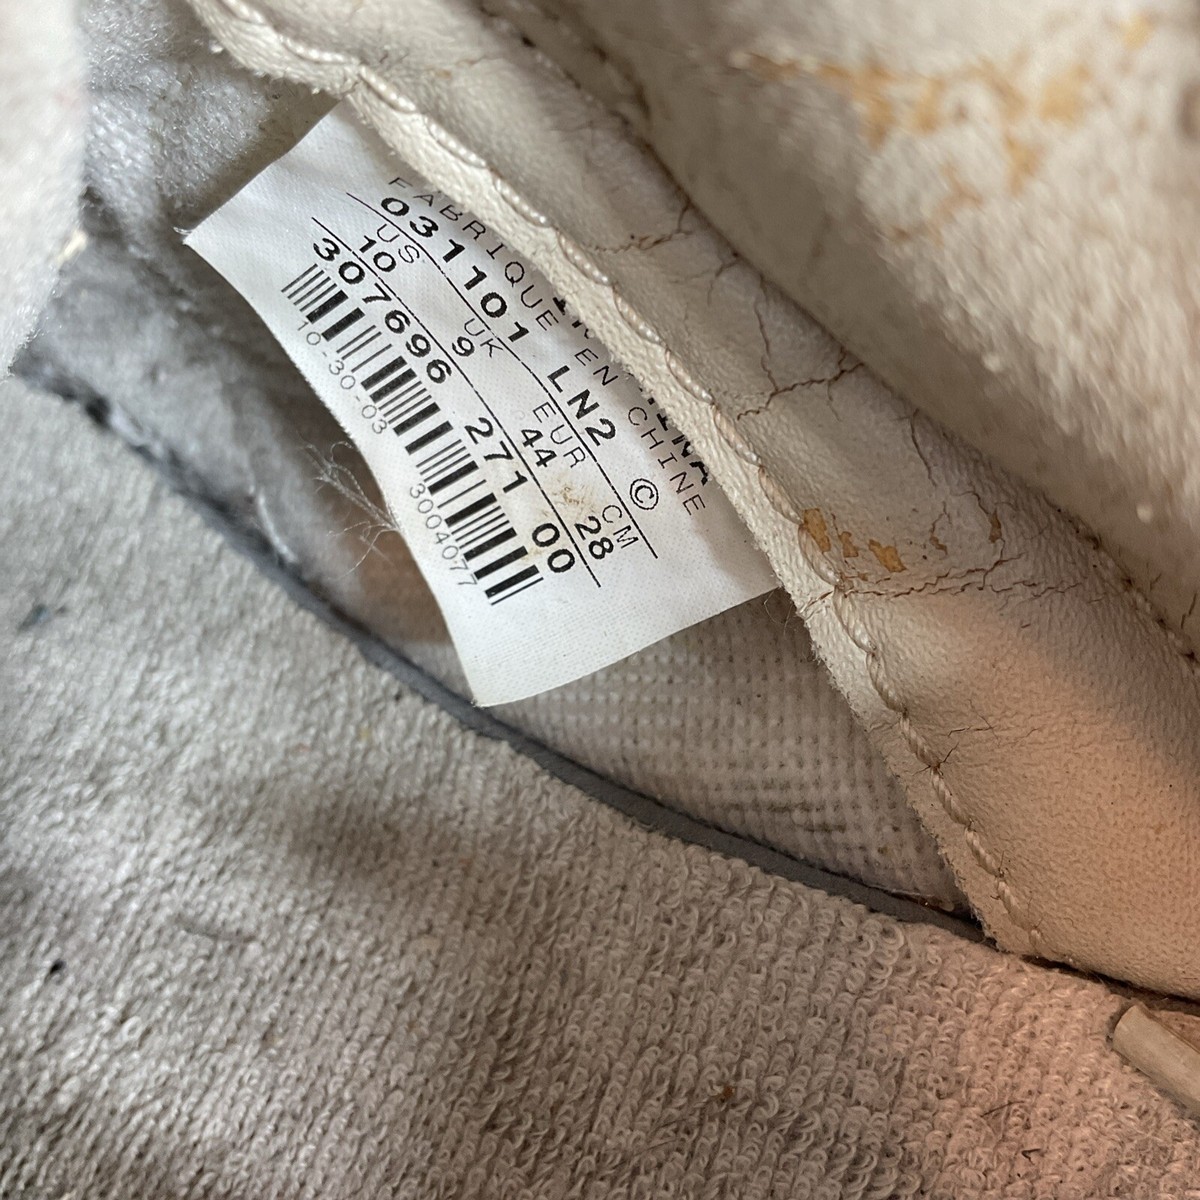 FABRIQUE EN CHINE
031101 LN2 ©
US UK EUR CM
10 9 44 28
307696 271 00
10-30-03 3004077